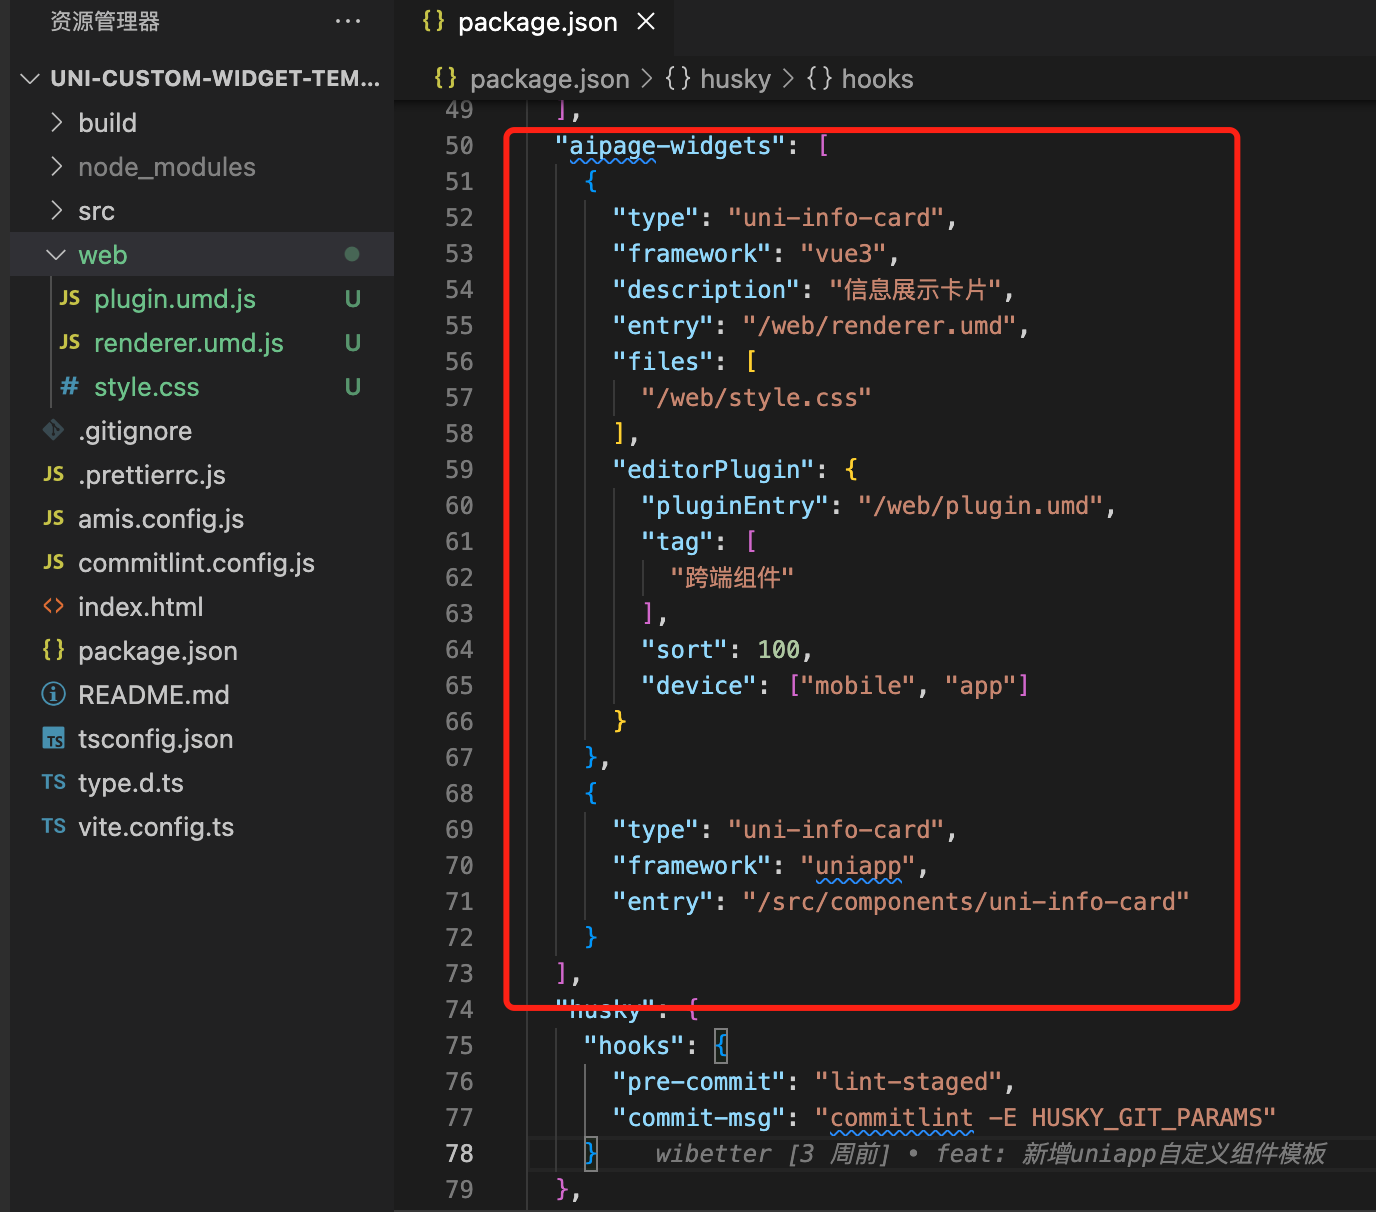 资源管理器 ···
UNI-CUSTOM-WIDGET-TEM...
build
node_modules
src
web
JS plugin.umd.js U
JS renderer.umd.js U
# style.css U
.gitignore
JS .prettierrc.js
JS amis.config.js
JS commitlint.config.js
<> index.html
{} package.json
README.md
TS tsconfig.json
TS type.d.ts
TS vite.config.ts
{} package.json ×
{} package.json > {} husky > {} hooks
49 ],
50 "aipage-widgets": [
51 {
52 "type": "uni-info-card",
53 "framework": "vue3",
54 "description": "信息展示卡片",
55 "entry": "/web/renderer.umd",
56 "files": [
57 "/web/style.css"
58 ],
59 "editorPlugin": {
60 "pluginEntry": "/web/plugin.umd",
61 "tag": [
62 "跨端组件"
63 ],
64 "sort": 100,
65 "device": ["mobile", "app"]
66 }
67 },
68 {
69 "type": "uni-info-card",
70 "framework": "uniapp",
71 "entry": "/src/components/uni-info-card"
72 }
73 ],
74 "husky": {
75 "hooks": {
76 "pre-commit": "lint-staged",
77 "commit-msg": "commitlint -E HUSKY_GIT_PARAMS"
78 } wibetter [3 周前] • feat: 新增uniapp自定义组件模板
79 },